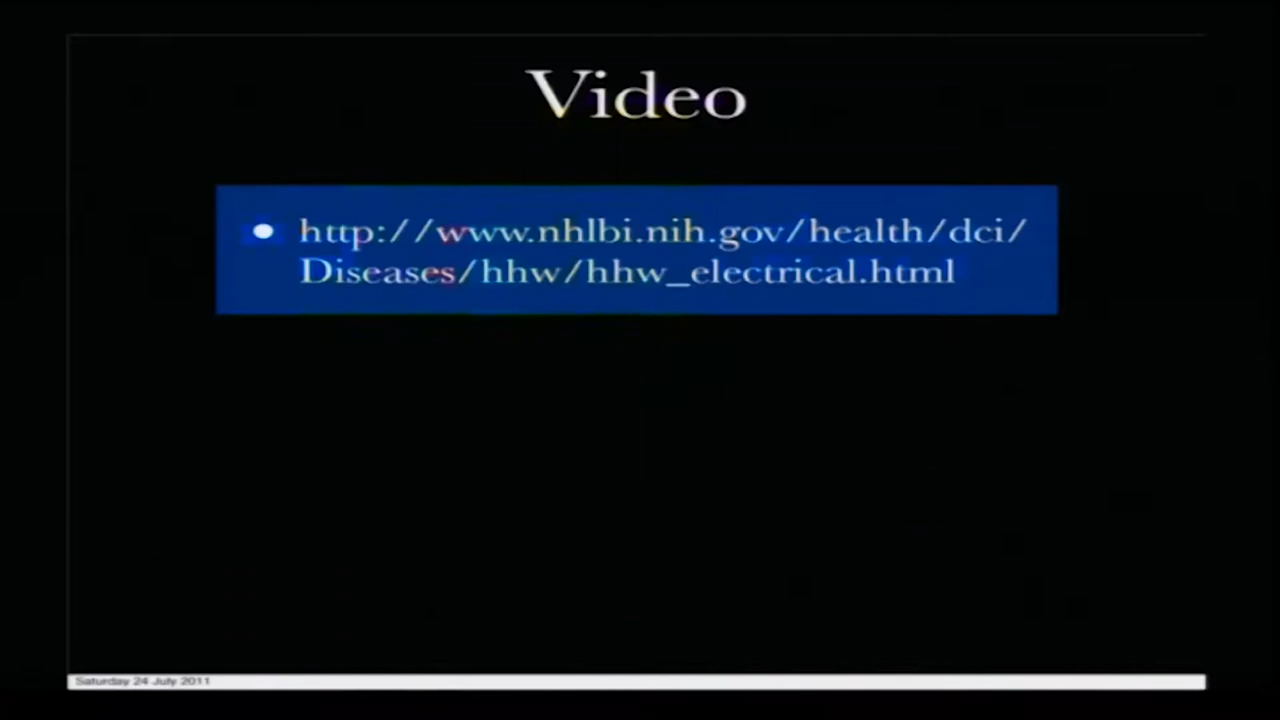 Video
• http://www.nhlbi.nih.gov/health/dci/
Diseases/hhw/hhw_electrical.html
Saturday 24 July 2011